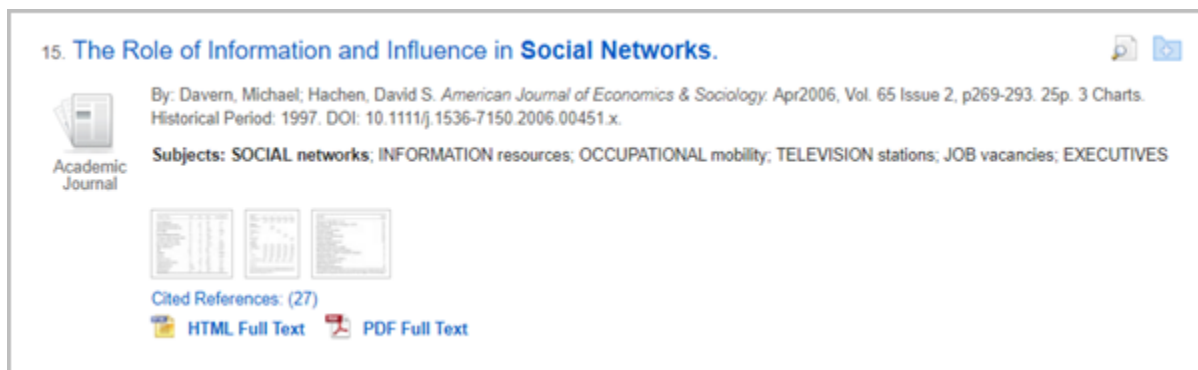 15. The Role of Information and Influence in Social Networks.
By: Davern, Michael; Hachen, David S. American Journal of Economics & Sociology. Apr2006, Vol. 65 Issue 2, p269-293. 25p. 3 Charts.
Historical Period: 1997. DOI: 10.1111/j.1536-7150.2006.00451.x.
Subjects: SOCIAL networks; INFORMATION resources; OCCUPATIONAL mobility; TELEVISION stations; JOB vacancies; EXECUTIVES
Academic
Journal
Cited References: (27)
HTML Full Text PDF Full Text